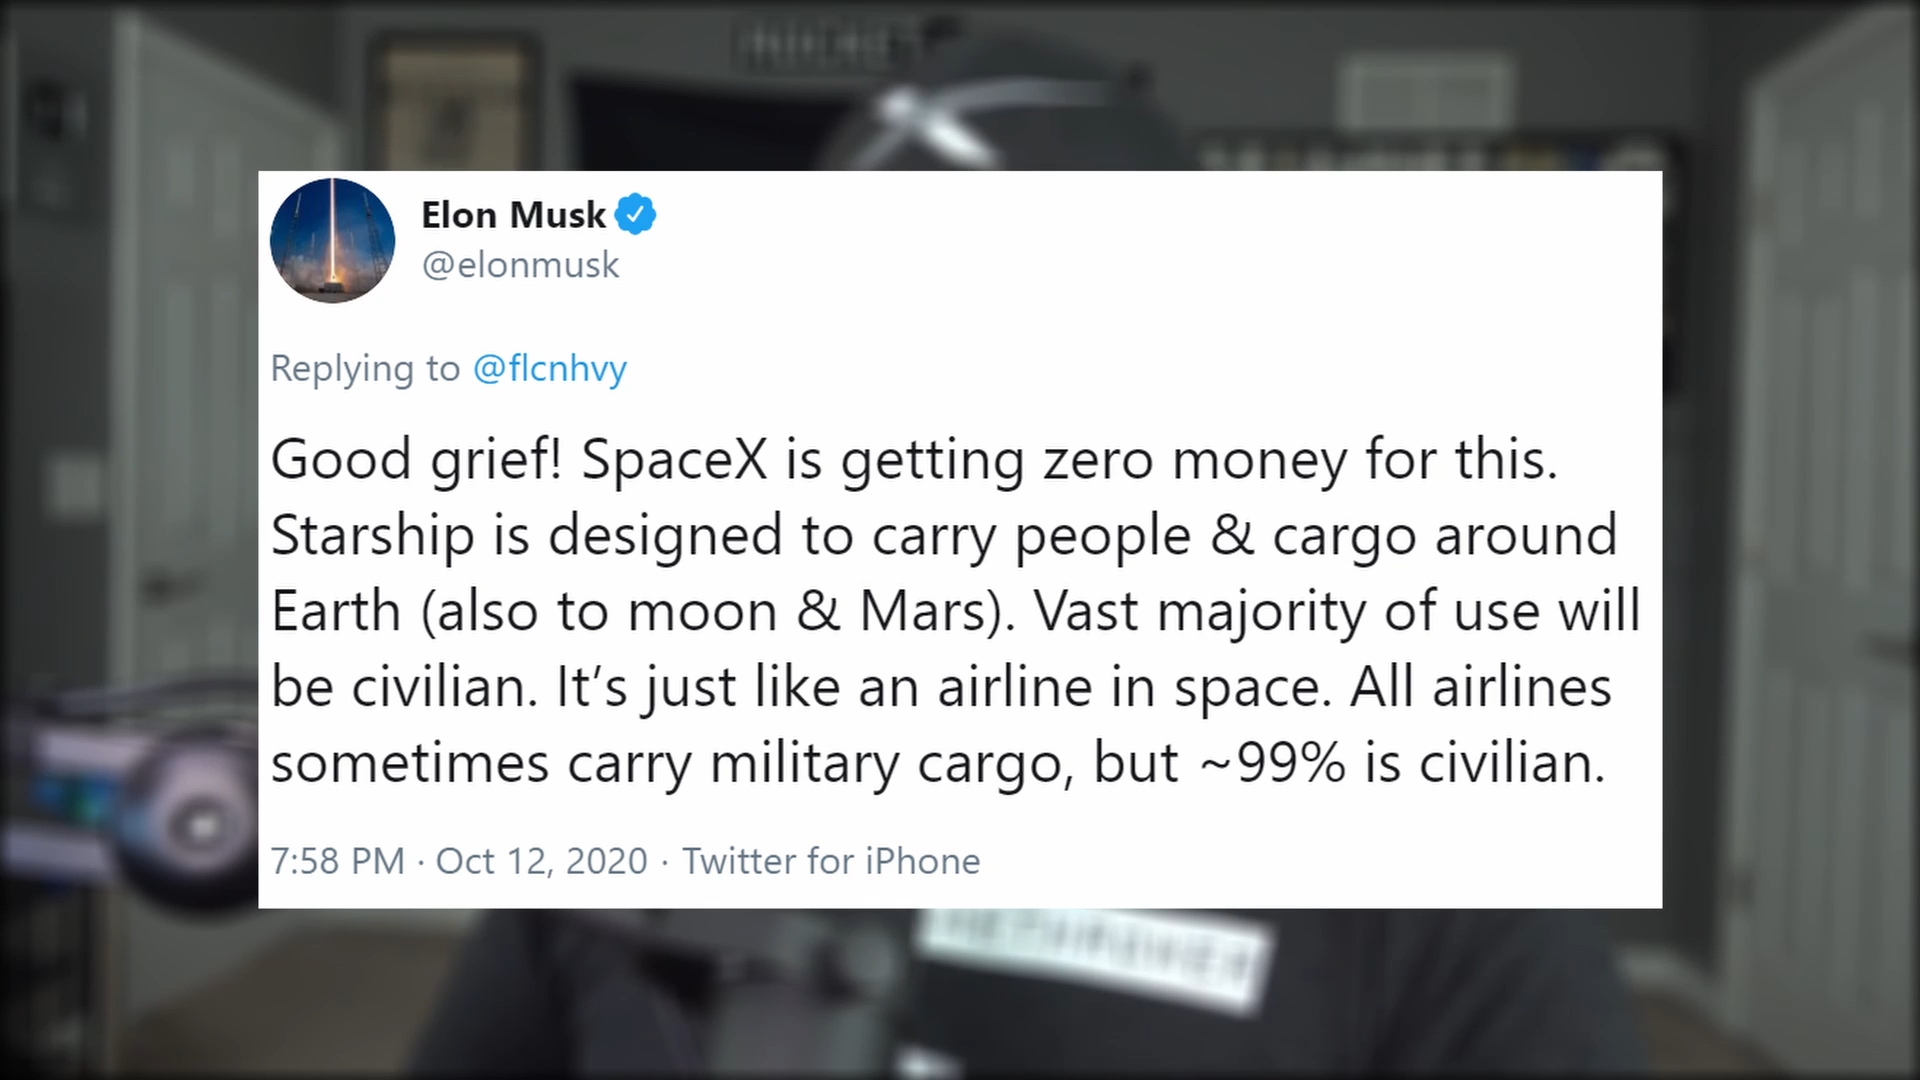 Elon Musk
@elonmusk
Replying to @flcnhvy
Good grief! SpaceX is getting zero money for this.
Starship is designed to carry people & cargo around
Earth (also to moon & Mars). Vast majority of use will
be civilian. It’s just like an airline in space. All airlines
sometimes carry military cargo, but ~99% is civilian.
7:58 PM · Oct 12, 2020 · Twitter for iPhone